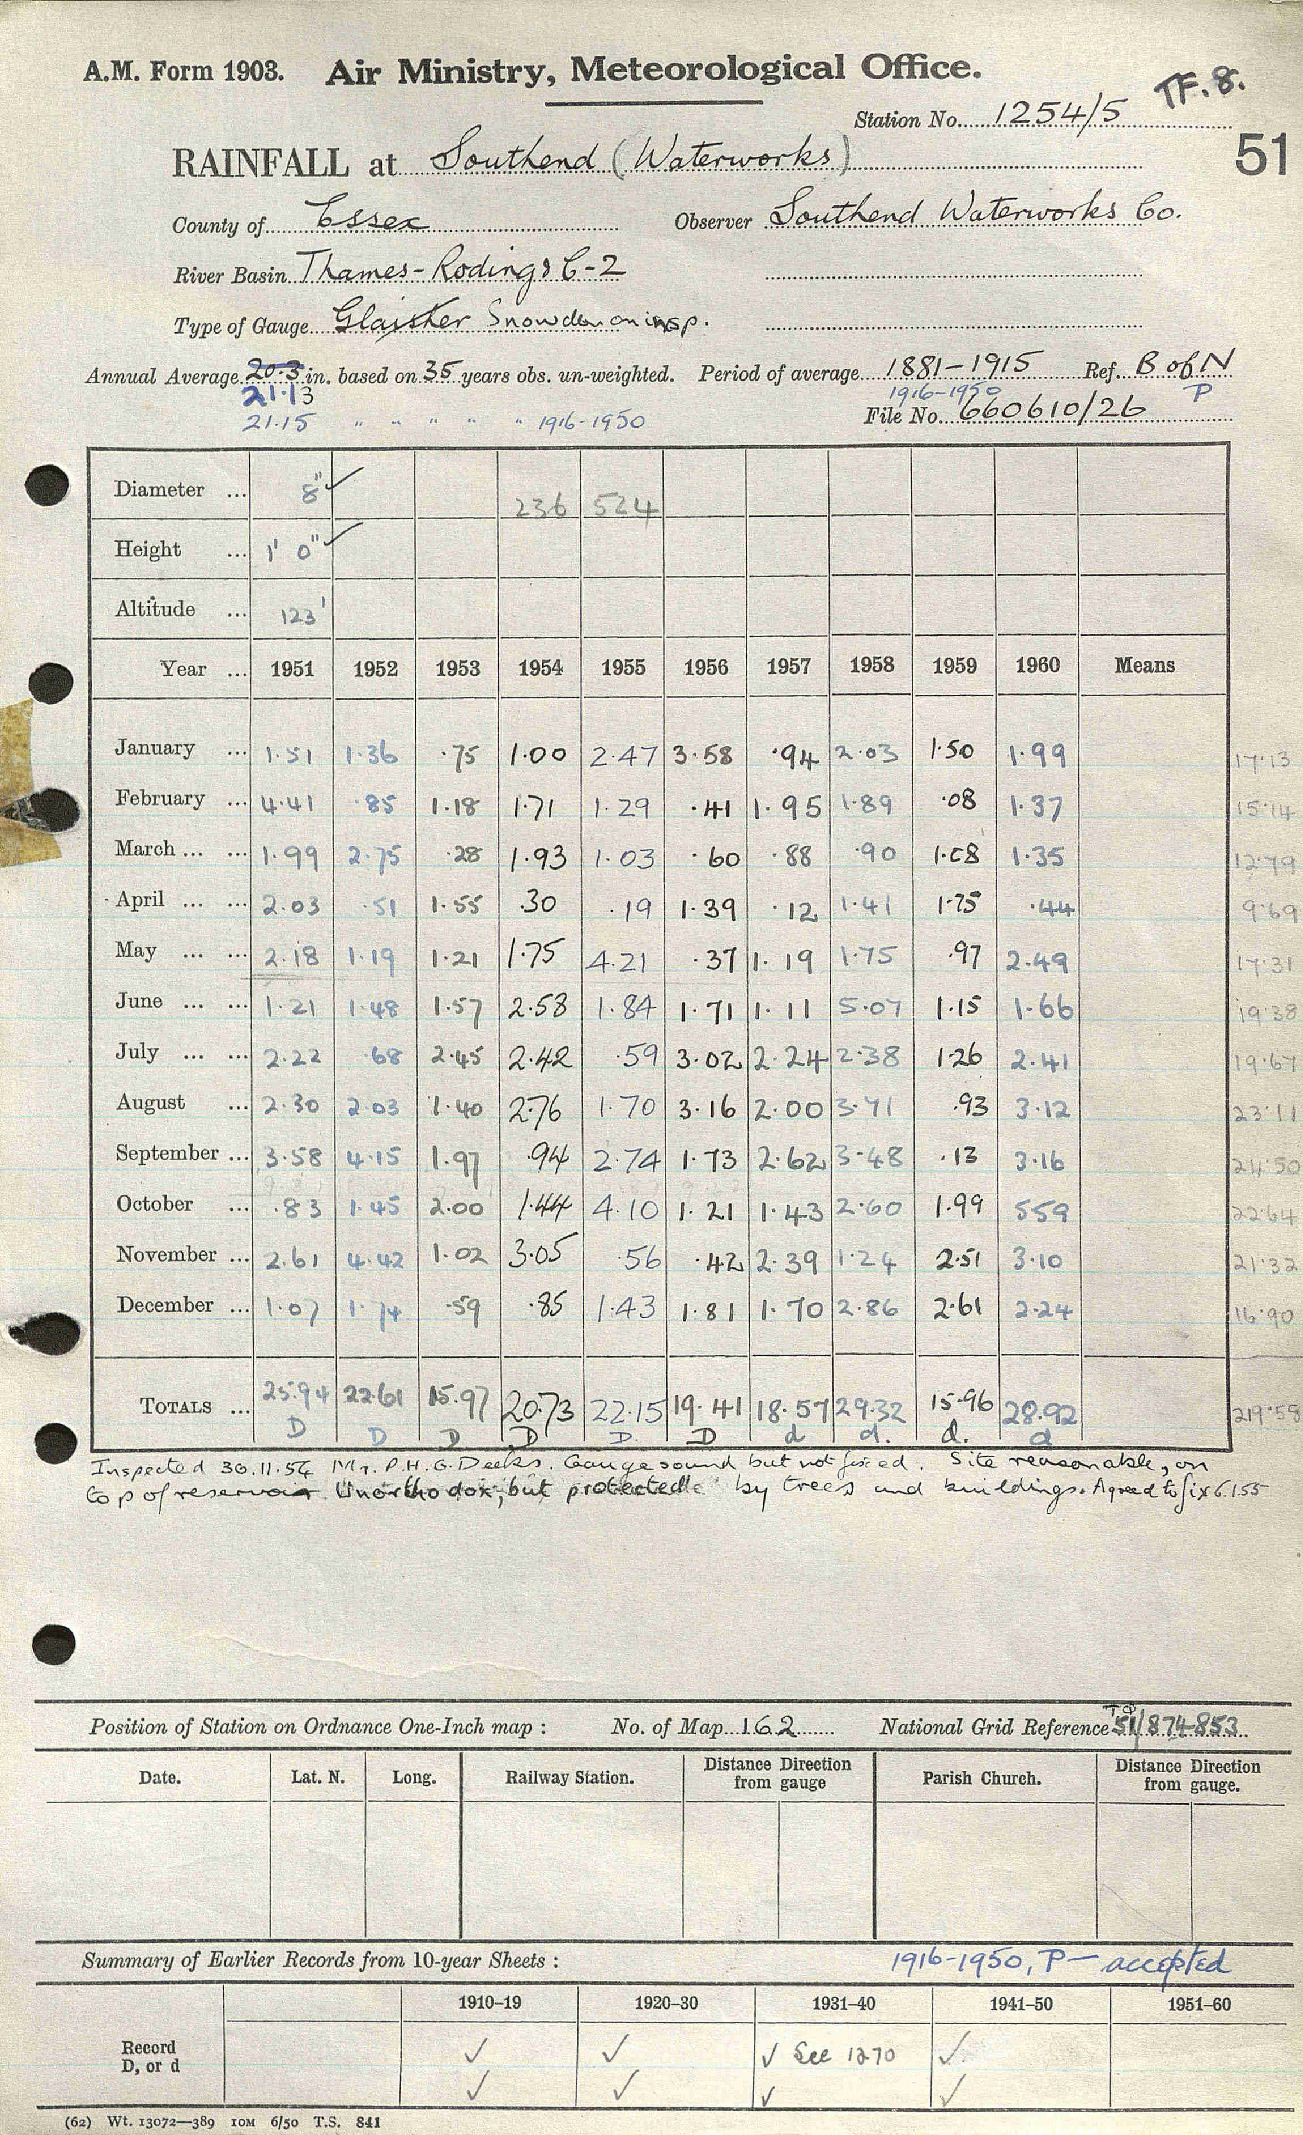 A.M. Form 1903. Air Ministry, Meteorological Office.
TF. 8.
Station No. 1254/5
51
RAINFALL at Southend (Waterworks)
County of Essex Observer Southend Waterworks Co.
River Basin Thames-Roding & C-2
Type of Gauge Glaisher Snowdon on insp.
Annual Average 20.3 in. based on 35 years obs. un-weighted. Period of average 1881-1915 Ref. B of N
21.13 1916-1950 P
21.15 " " " " " 1916-1950 File No. 660610/26
Diameter ... 8" ✓ 236 524
Height ... 1' 0" ✓
Altitude ... 123'
Year ... 1951 1952 1953 1954 1955 1956 1957 1958 1959 1960 Means
January ... 1.51 1.36 .75 1.00 2.47 3.58 .94 2.03 1.50 1.99 17.13
February ... 4.41 .85 1.18 1.71 1.29 .41 1.95 1.89 .08 1.37 15.14
March ... ... 1.99 2.75 .28 1.93 1.03 .60 .88 .90 1.08 1.35 12.79
April ... ... 2.03 .51 1.55 .30 .19 1.39 .12 1.41 1.75 .44 9.69
May ... ... 2.18 1.19 1.21 1.75 4.21 .37 1.19 1.75 .97 2.49 17.31
June ... ... 1.21 1.48 1.57 2.58 1.84 1.71 1.11 5.07 1.15 1.66 19.38
July ... ... 2.22 .68 2.45 2.42 .59 3.02 2.24 2.38 1.26 2.41 19.67
August ... 2.30 2.03 1.40 2.76 1.70 3.16 2.00 3.71 .93 3.12 23.11
September ... 3.58 4.15 1.97 .94 2.74 1.73 2.62 3.48 .13 3.16 24.50
October ... .83 1.45 2.00 1.44 4.10 1.21 1.43 2.60 1.99 5.59 22.64
November ... 2.61 4.42 1.02 3.05 .56 .42 2.39 1.24 2.51 3.10 21.32
December ... 1.07 1.74 .59 .85 1.43 1.81 1.70 2.86 2.61 2.24 16.90
TOTALS ... 25.94 22.61 15.97 20.73 22.15 19.41 18.57 29.32 15.96 28.92 219.58
D D D D D D d d. d. d
Inspected 30.11.54 Mr. P.H.G. Deeks. Gauge sound but not fixed. Site reasonable, on
top of reservoir. Unorthodox, but protected by trees and buildings. Agreed to fix 6.1.55
Position of Station on Ordnance One-Inch map : No. of Map 162 National Grid Reference TQ 51/874853
Date. Lat. N. Long. Railway Station. Distance Direction from gauge Parish Church. Distance Direction from gauge.
Summary of Earlier Records from 10-year Sheets : 1916-1950, P- accepted
1910–19 1920–30 1931–40 1941–50 1951–60
Record ✓ ✓ ✓ See 1270 ✓
D, or d ✓ ✓ ✓ ✓
(62) Wt. 13072—389 10M 6/50 T.S. 841